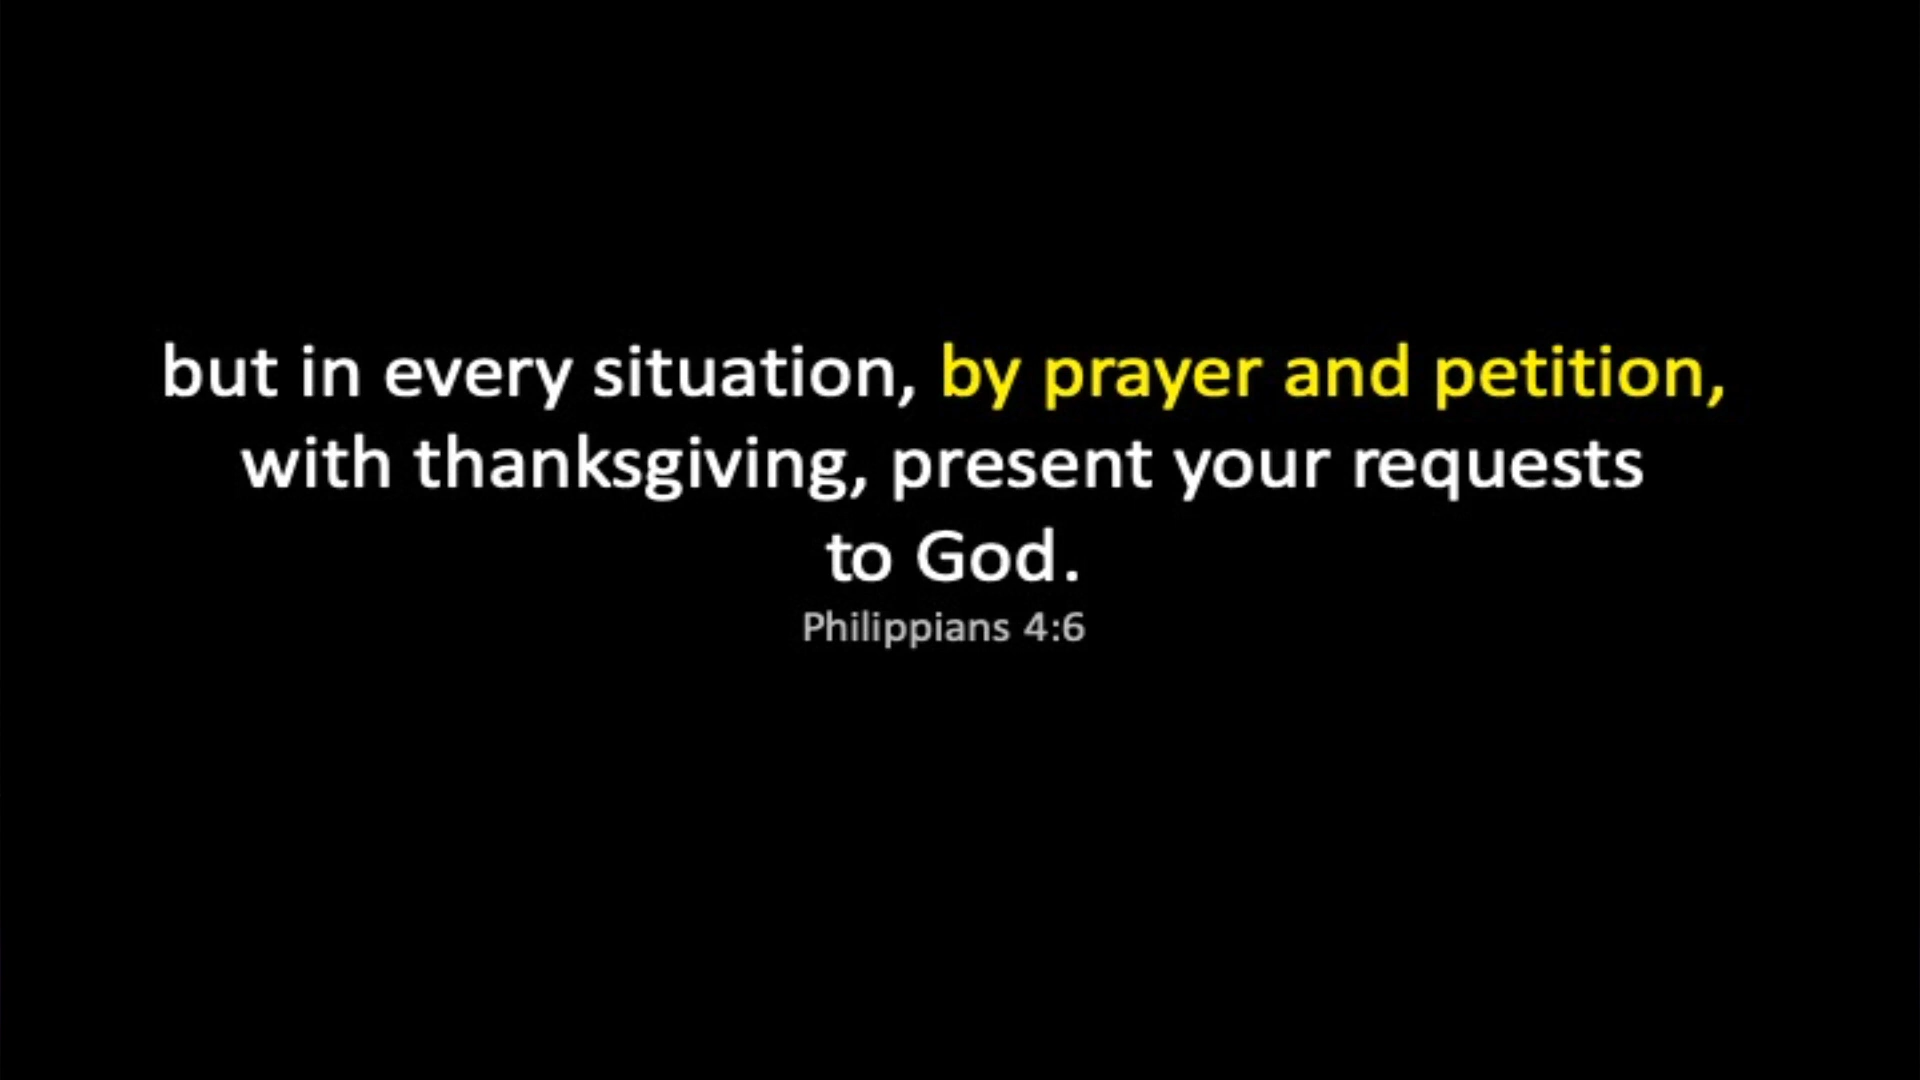 but in every situation, by prayer and petition,
with thanksgiving, present your requests
to God.
Philippians 4:6